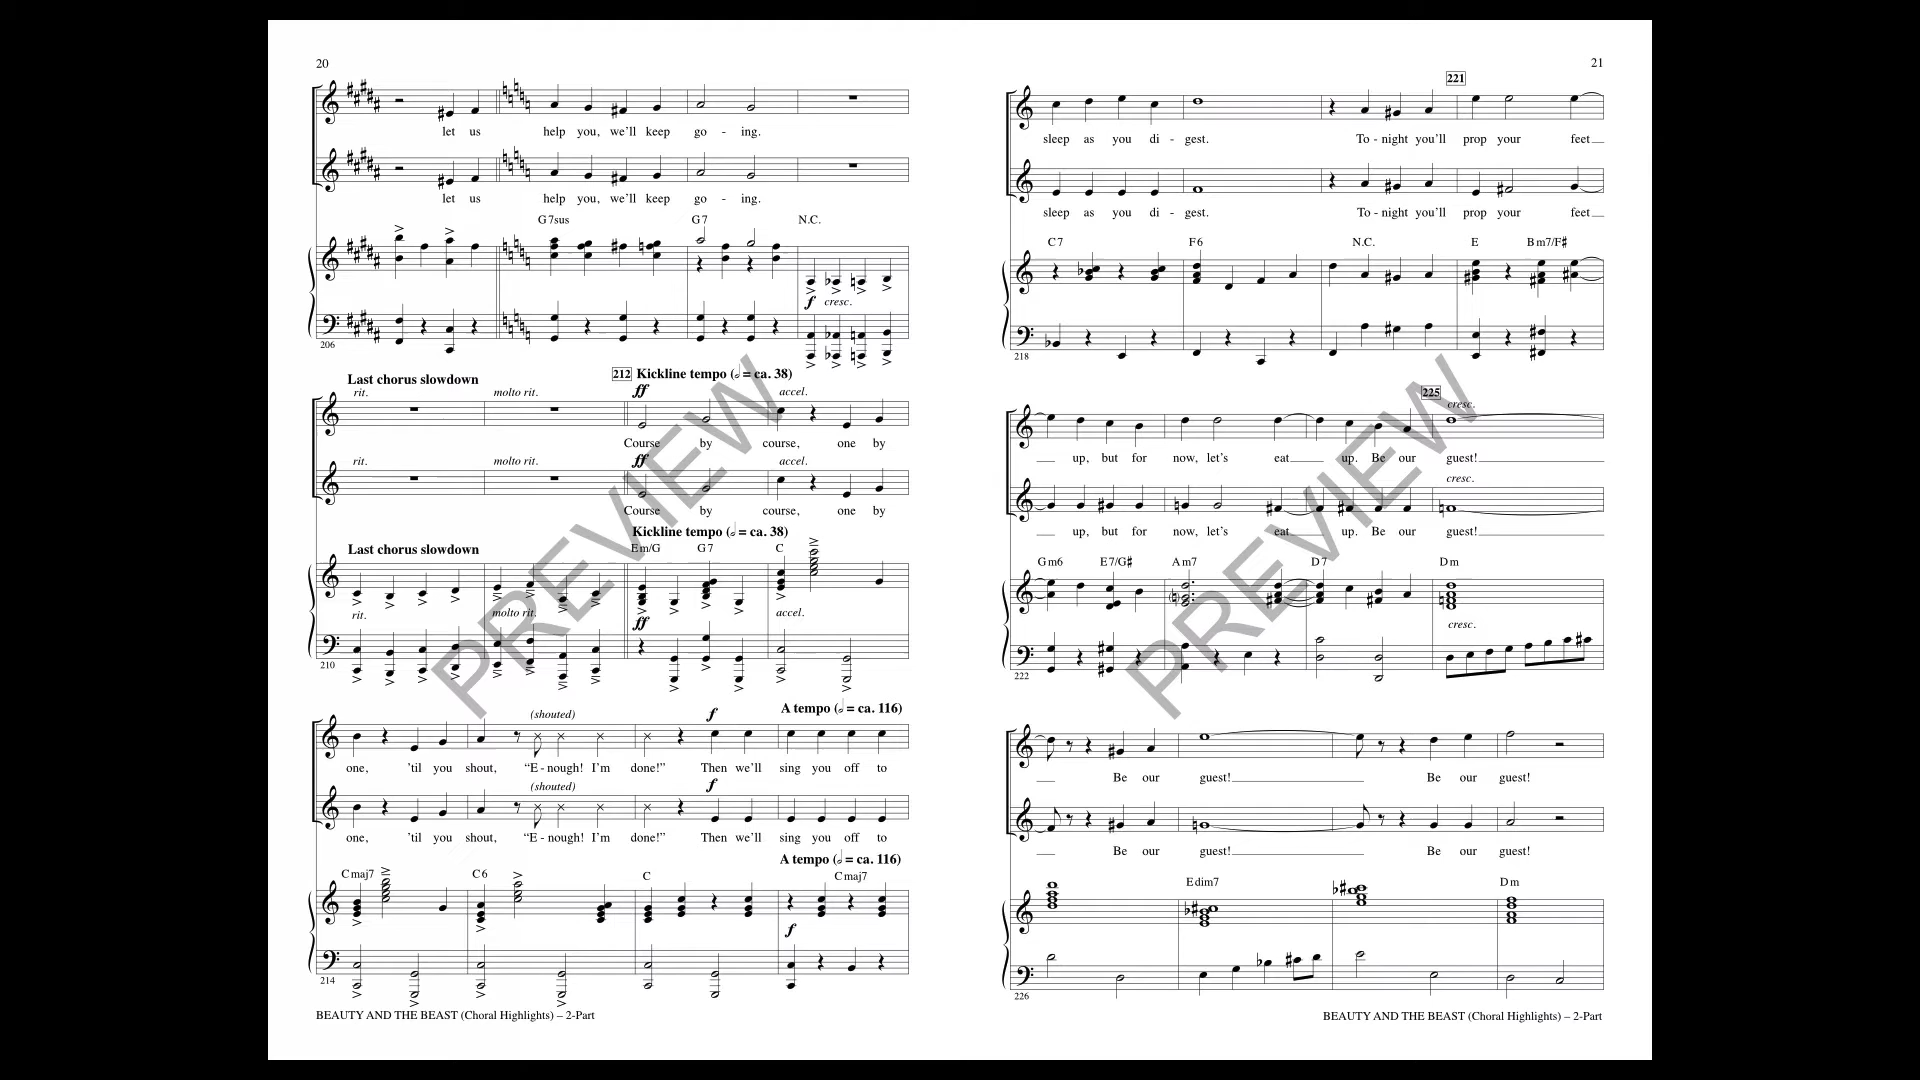 20
let us help you, we'll keep go - ing.
let us help you, we'll keep go - ing.
G7sus G7 N.C.
f cresc.
206
Last chorus slowdown 212 Kickline tempo (𝅗𝅥 = ca. 38)
rit. molto rit. ff accel.
Course by course, one by
rit. molto rit. ff accel.
Course by course, one by
Kickline tempo (𝅗𝅥 = ca. 38)
Last chorus slowdown Em/G G7 C
rit. molto rit. ff accel.
210
A tempo (𝅗𝅥 = ca. 116)
(shouted) f
one, 'til you shout, “E - nough! I'm done!” Then we'll sing you off to
(shouted) f
one, 'til you shout, “E - nough! I'm done!” Then we'll sing you off to
A tempo (𝅗𝅥 = ca. 116)
Cmaj7 C6 C Cmaj7
f
214
BEAUTY AND THE BEAST (Choral Highlights) – 2-Part
PREVIEW
21
221
sleep as you di - gest. To - night you'll prop your feet
sleep as you di - gest. To - night you'll prop your feet
C7 F6 N.C. E Bm7/F♯
218
225 cresc.
up, but for now, let's eat up. Be our guest!
cresc.
up, but for now, let's eat up. Be our guest!
Gm6 E7/G♯ Am7 D7 Dm
cresc.
222
Be our guest! Be our guest!
Be our guest! Be our guest!
Edim7 Dm
226
BEAUTY AND THE BEAST (Choral Highlights) – 2-Part
PREVIEW